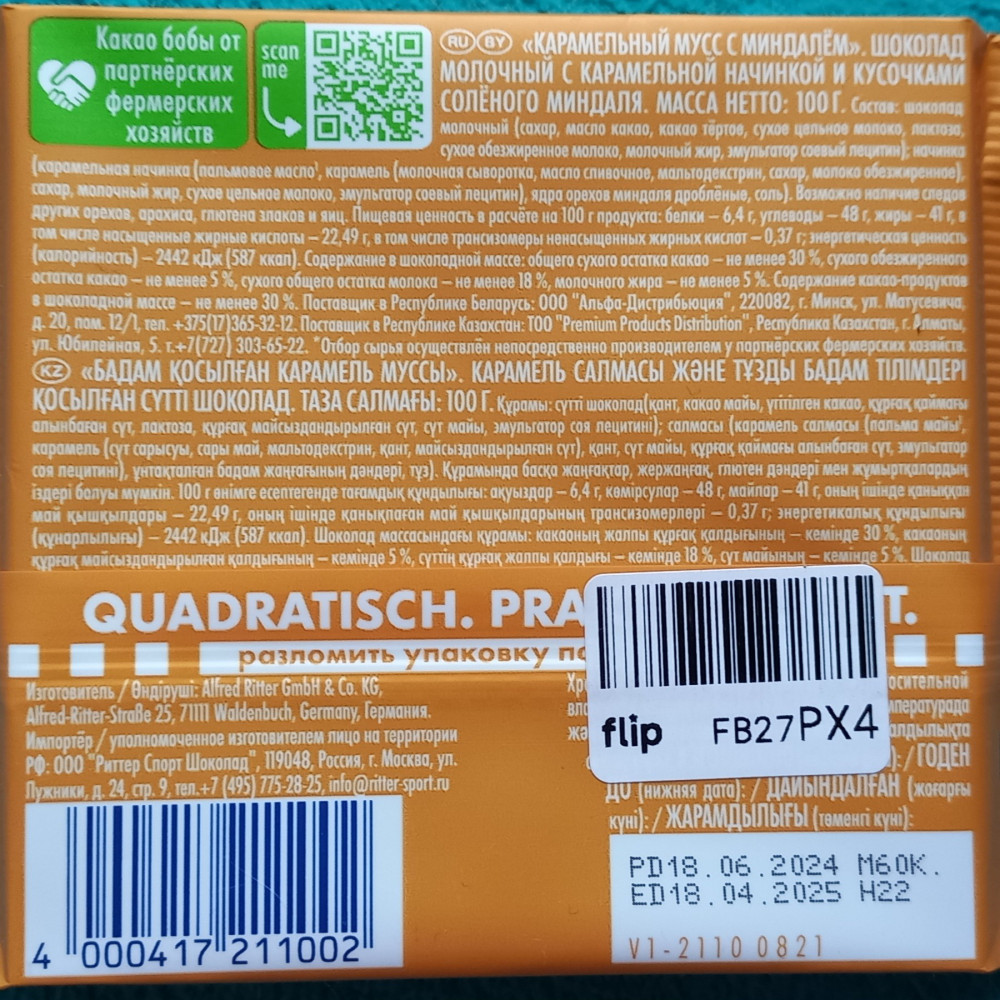 Какао бобы от
партнёрских
фермерских
хозяйств
scan
me
RU BY «КАРАМЕЛЬНЫЙ МУСС С МИНДАЛЁМ». ШОКОЛАД
МОЛОЧНЫЙ С КАРАМЕЛЬНОЙ НАЧИНКОЙ И КУСОЧКАМИ
СОЛЁНОГО МИНДАЛЯ. МАССА НЕТТО: 100 Г. Состав: шоколад
молочный (сахар, масло какао, какао тёртое, сухое цельное молоко, лактоза,
сухое обезжиренное молоко, молочный жир, эмульгатор соевый лецитин); начинка
(карамельная начинка (пальмовое масло¹, карамель (молочная сыворотка, масло сливочное, мальтодекстрин, сахар, молоко обезжиренное),
сахар, молочный жир, сухое цельное молоко, эмульгатор соевый лецитин), ядра орехов миндаля дроблёные, соль). Возможно наличие следов
других орехов, арахиса, глютена злаков и яиц. Пищевая ценность в расчёте на 100 г продукта: белки – 6,4 г, углеводы – 48 г, жиры – 41 г, в
том числе насыщенные жирные кислоты – 22,49 г, в том числе трансизомеры ненасыщенных жирных кислот – 0,37 г; энергетическая ценность
(калорийность) – 2442 кДж (587 ккал). Содержание в шоколадной массе: общего сухого остатка какао – не менее 30 %, сухого обезжиренного
остатка какао – не менее 5 %, сухого общего остатка молока – не менее 18 %, молочного жира – не менее 5 %. Содержание какао-продуктов
в шоколадной массе – не менее 30 %. Поставщик в Республике Беларусь: ООО "Альфа-Дистрибьюция", 220082, г. Минск, ул. Матусевича,
д. 20, пом. 12/1, тел. +375(17)365-32-12. Поставщик в Республике Казахстан: ТОО "Premium Products Distribution", Республика Казахстан, г. Алматы,
ул. Юбилейная, 5. т.+7(727) 303-65-22. ¹Отбор сырья осуществлён непосредственно производителем у партнёрских фермерских хозяйств.
KZ «БАДАМ ҚОСЫЛҒАН КАРАМЕЛЬ МУССЫ». КАРАМЕЛЬ САЛМАСЫ ЖӘНЕ ТҰЗДЫ БАДАМ ТІЛІМДЕРІ
ҚОСЫЛҒАН СҮТТІ ШОКОЛАД. ТАЗА САЛМАҒЫ: 100 Г. Құрамы: сүтті шоколад(қант, какао майы, үгітілген какао, құрғақ қаймағы
алынбаған сүт, лактоза, құрғақ майсыздандырылған сүт, сүт майы, эмульгатор соя лецитині); салмасы (карамель салмасы (пальма майы¹,
карамель (сүт сарысуы, сары май, мальтодекстрин, қант, майсыздандырылған сүт), қант, сүт майы, құрғақ қаймағы алынбаған сүт, эмульгатор
соя лецитині), ұнтақталған бадам жаңғағының дәндері, тұз). Құрамында басқа жаңғақтар, жержаңғақ, глютен дәндері мен жұмыртқалардың
іздері болуы мүмкін. 100 г өнімге есептегенде тағамдық құндылығы: ақуыздар – 6,4 г, көмірсулар – 48 г, майлар – 41 г, оның ішінде қаныққан
май қышқылдары – 22,49 г, оның ішінде қанықпаған май қышқылдарының трансизомерлері – 0,37 г; энергетикалық құндылығы
(құнарлылығы) – 2442 кДж (587 ккал). Шоколад массасындағы құрамы: какаоның жалпы құрғақ қалдығының – кемінде 30 %, какаоның
құрғақ майсыздандырылған қалдығының – кемінде 5 %, сүттің құрғақ жалпы қалдығы – кемінде 18 %, сүт майының – кемінде 5 %. Шоколад
QUADRATISCH. PRA T.
разломить упаковку по
Изготовитель / Өндіруші: Alfred Ritter GmbH & Co. KG,
Alfred-Ritter-Straße 25, 71111 Waldenbuch, Germany, Германия.
Импортёр / уполномоченное изготовителем лицо на территории
РФ: ООО "Риттер Спорт Шоколад", 119048, Россия, г. Москва, ул.
Лужники, д. 24, стр. 9, тел.+7 (495) 775-28-25, info@ritter-sport.ru
flip FB27PX4
/ ГОДЕН
ДО (нижняя дата): / ДАЙЫНДАЛҒАН (жоғарғы
күні): / ЖАРАМДЫЛЫҒЫ (төменгі күні):
PD18.06.2024 M60K.
ED18.04.2025 H22
V1-2110 0821
4 000417 211002